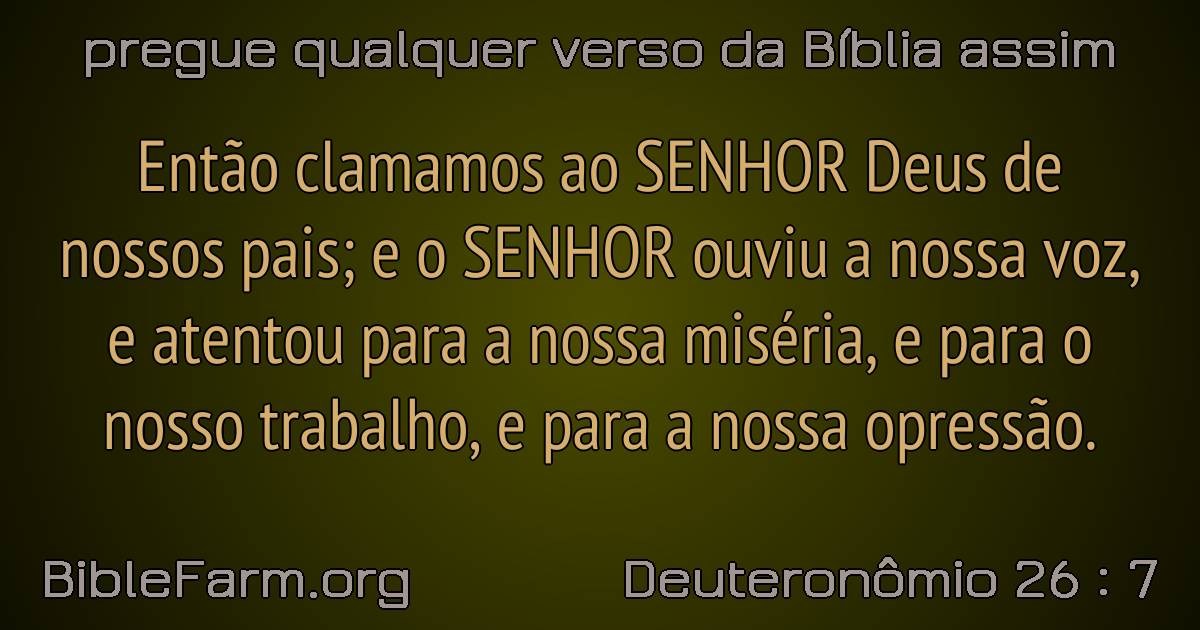 pregue qualquer verso da Bíblia assim
Então clamamos ao SENHOR Deus de
nossos pais; e o SENHOR ouviu a nossa voz,
e atentou para a nossa miséria, e para o
nosso trabalho, e para a nossa opressão.
BibleFarm.org
Deuteronômio 26 : 7